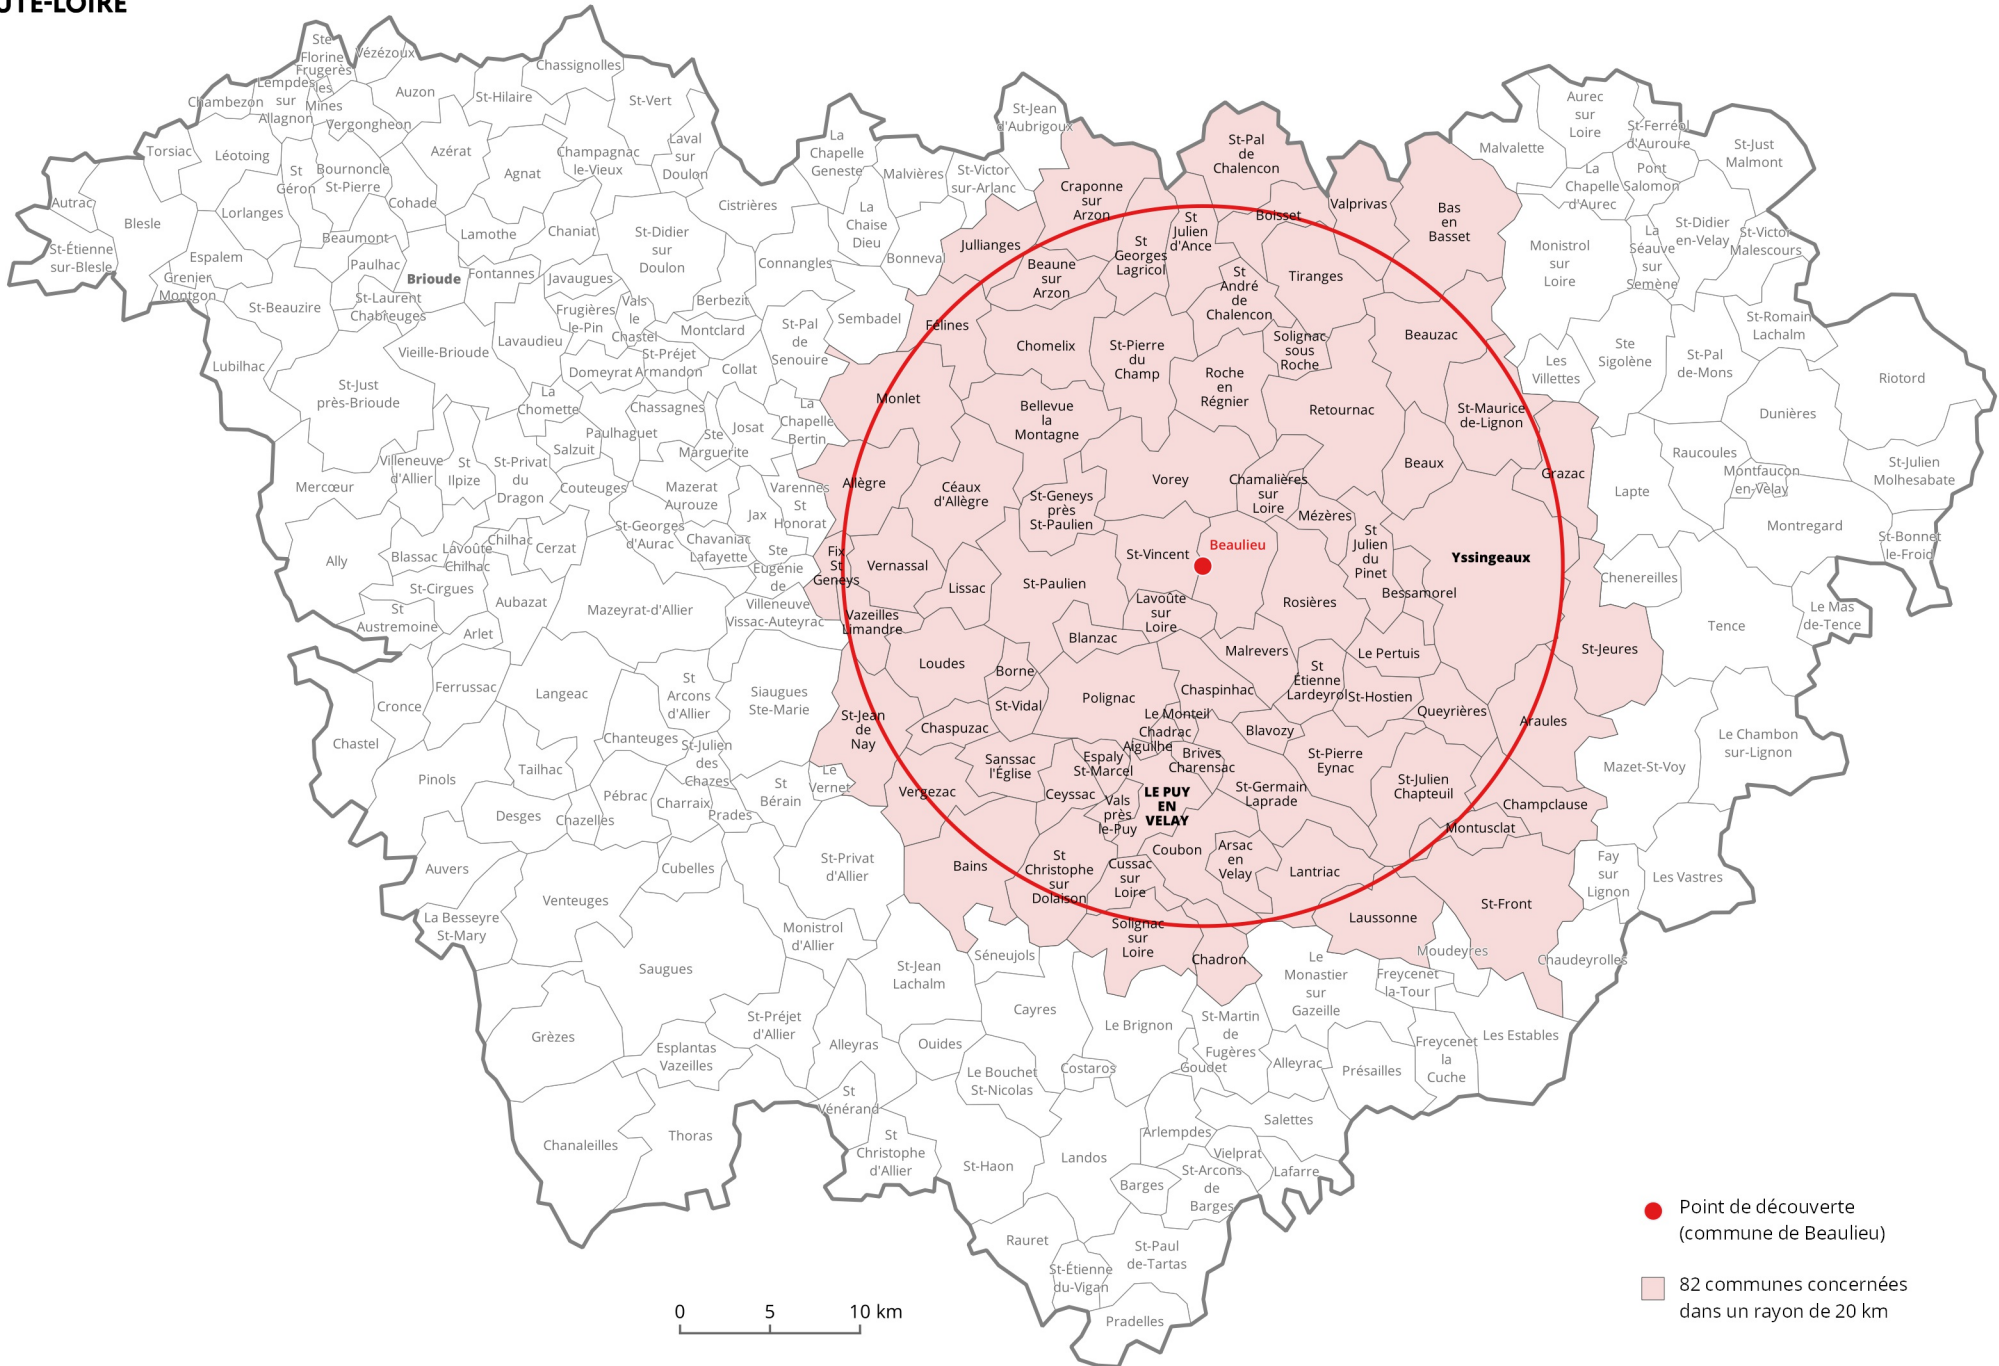 UTE-LOIRE
Ste
Florine
Vézézoux
Frugerès
les
Mines
Lempdes
sur
Allagnon
Chambezon
Auzon
Chassignolles
St-Hilaire
St-Vert
Vergongheon
Torsiac
Léotoing
St
Géron
Bournoncle
St-Pierre
Azérat
Agnat
Champagnac
le-Vieux
Laval
sur
Doulon
Autrac
Blesle
Lorlanges
Cohade
Cistrières
St-Étienne
sur-Blesle
Espalem
Beaumont
Lamothe
Chaniat
St-Didier
sur
Doulon
Grenier
Montgon
Paulhac
Brioude
Fontannes
Javaugues
Connangles
St-Beauzire
St-Laurent
Chabreuges
Frugières
le-Pin
Vals
le
Chastel
Berbezit
Montclard
St-Pal
de
Senouire
Sembadel
Lubilhac
Vieille-Brioude
Lavaudieu
Domeyrat
St-Préjet
Armandon
Collat
St-Just
près-Brioude
La
Chomette
Chassagnes
Josat
La
Chapelle
Bertin
Paulhaguet
Salzuit
Ste
Marguerite
Mercœur
Villeneuve
d'Allier
St
Ilpize
St-Privat
du
Dragon
Couteuges
Mazerat
Aurouze
Jax
Varennes
St
Honorat
St-Georges
d'Aurac
Chavaniac
Lafayette
Ste
Eugénie
de
Villeneuve
Ally
Blassac
Lavoûte
Chilhac
Chilhac
Cerzat
St-Cirgues
Aubazat
Mazeyrat-d'Allier
Vissac-Auteyrac
St
Austremoine
Arlet
Cronce
Ferrussac
Langeac
St
Arcons
d'Allier
Siaugues
Ste-Marie
Chastel
Chanteuges
St-Julien
des
Chazes
Pinols
Tailhac
Pébrac
Charraix
Prades
St
Bérain
Le
Vernet
Desges
Chazelles
Auvers
Cubelles
St-Privat
d'Allier
La Besseyre
St-Mary
Venteuges
Monistrol
d'Allier
Saugues
Grèzes
St-Préjet
d'Allier
Esplantas
Vazeilles
Alleyras
Chanaleilles
Thoras
St
Vénérand
St
Christophe
d'Allier
La
Chapelle
Geneste
Malvières
St-Victor
sur-Arlanc
St-Jean
d'Aubrigoux
La
Chaise
Dieu
Bonneval
Craponne
sur
Arzon
St-Pal
de
Chalencon
Jullianges
St
Georges
Lagricol
St
Julien
d'Ance
Boisset
Valprivas
Bas
en
Basset
Beaune
sur
Arzon
St
André
de
Chalencon
Tiranges
Félines
Chomelix
St-Pierre
du
Champ
Solignac
sous
Roche
Beauzac
Monlet
Bellevue
la
Montagne
Roche
en
Régnier
Retournac
St-Maurice
de-Lignon
Allègre
Céaux
d'Allègre
St-Geneys
près
St-Paulien
Vorey
Chamalières
sur
Loire
Beaux
Grazac
Mézères
St
Julien
du
Pinet
Fix
St
Geneys
Vernassal
Lissac
St-Paulien
St-Vincent
Beaulieu
Yssingeaux
Bessamorel
Vazeilles
Limandre
Lavoûte
sur
Loire
Rosières
Blanzac
Malrevers
Le Pertuis
St-Jeures
Loudes
Borne
Polignac
Chaspinhac
St
Étienne
Lardeyrol
St-Hostien
Queyrières
Araules
St-Vidal
St-Jean
de
Nay
Chaspuzac
Le Monteil
Chadrac
Aiguilhe
Blavozy
Sanssac
l'Église
Espaly
St-Marcel
Brives
Charensac
St-Pierre
Eynac
St-Julien
Chapteuil
Vergezac
Ceyssac
Vals
près
le-Puy
LE PUY
EN
VELAY
St-Germain
Laprade
Champclause
Montusclat
Bains
St
Christophe
sur
Dolaison
Cussac
sur
Loire
Coubon
Arsac
en
Velay
Lantriac
Laussonne
St-Front
Solignac
sur
Loire
Chadron
Aurec
sur
Loire
Malvalette
St-Ferréol
d'Auroure
St-Just
Malmont
La
Chapelle
d'Aurec
Pont
Salomon
St-Didier
en-Velay
La
Séauve
sur
Semène
St-Victor
Malescours
Monistrol
sur
Loire
St-Romain
Lachalm
Les
Villettes
Ste
Sigolène
St-Pal
de-Mons
Riotord
Dunières
Raucoules
Montfaucon
en-Velay
St-Julien
Molhesabate
Lapte
Montregard
St-Bonnet
le-Froid
Chenereilles
Tence
Le Mas
de-Tence
Mazet-St-Voy
Le Chambon
sur-Lignon
Fay
sur
Lignon
Les Vastres
Moudeyres
Chaudeyrolles
St-Jean
Lachalm
Séneujols
Cayres
Le Brignon
Le
Monastier
sur
Gazeille
Freycenet
la-Tour
St-Martin
de
Fugères
Les Estables
Ouides
Le Bouchet
St-Nicolas
Costaros
Goudet
Alleyrac
Présailles
Freycenet
la
Cuche
Salettes
Arlempdes
Vielprat
St-Haon
Landos
Barges
St-Arcons
de
Barges
Lafarre
Rauret
St-Étienne
du-Vigan
St-Paul
de-Tartas
Pradelles
0 5 10 km
Point de découverte
(commune de Beaulieu)
82 communes concernées
dans un rayon de 20 km